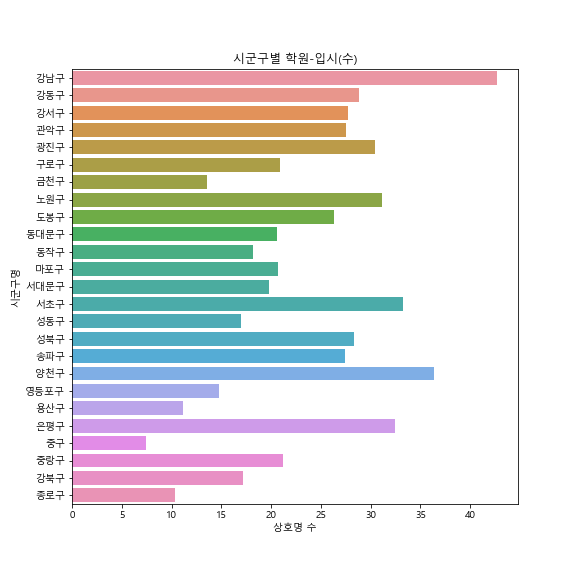 시군구별 학원-입시(수)
강남구
강동구
강서구
관악구
광진구
구로구
금천구
노원구
도봉구
동대문구
동작구
마포구
서대문구
서초구
성동구
성북구
송파구
양천구
영등포구
용산구
은평구
중구
중랑구
강북구
종로구
시군구명
0 5 10 15 20 25 30 35 40
상호명 수